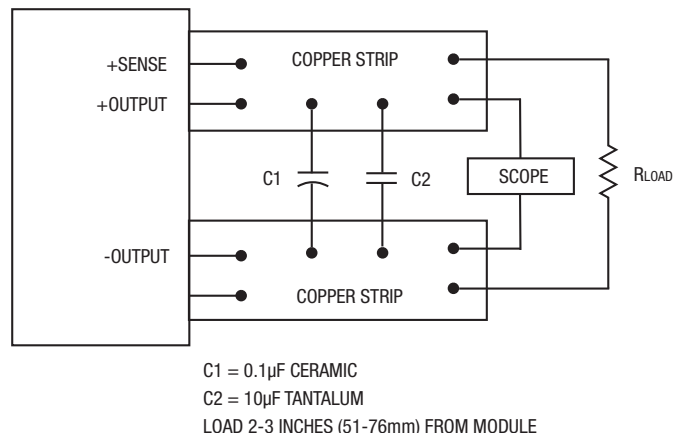 +SENSE
COPPER STRIP
+OUTPUT
C1
C2
SCOPE
RLOAD
-OUTPUT
COPPER STRIP
C1 = 0.1µF CERAMIC
C2 = 10µF TANTALUM
LOAD 2-3 INCHES (51-76mm) FROM MODULE